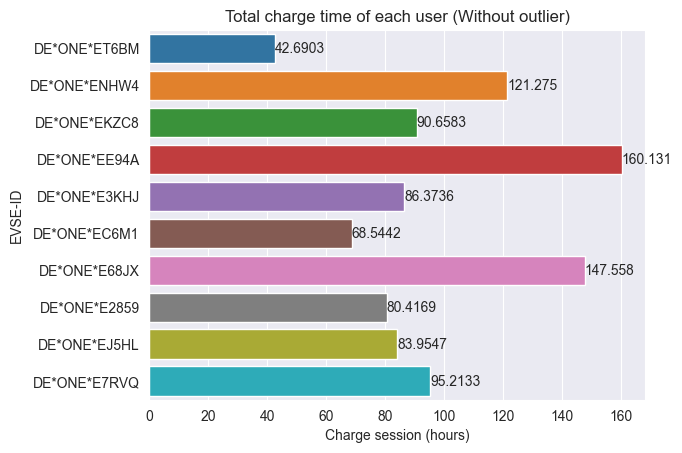 Total charge time of each user (Without outlier)
EVSE-ID
DE*ONE*ET6BM 42.6903
DE*ONE*ENHW4 121.275
DE*ONE*EKZC8 90.6583
DE*ONE*EE94A 160.131
DE*ONE*E3KHJ 86.3736
DE*ONE*EC6M1 68.5442
DE*ONE*E68JX 147.558
DE*ONE*E2859 80.4169
DE*ONE*EJ5HL 83.9547
DE*ONE*E7RVQ 95.2133
0 20 40 60 80 100 120 140 160
Charge session (hours)